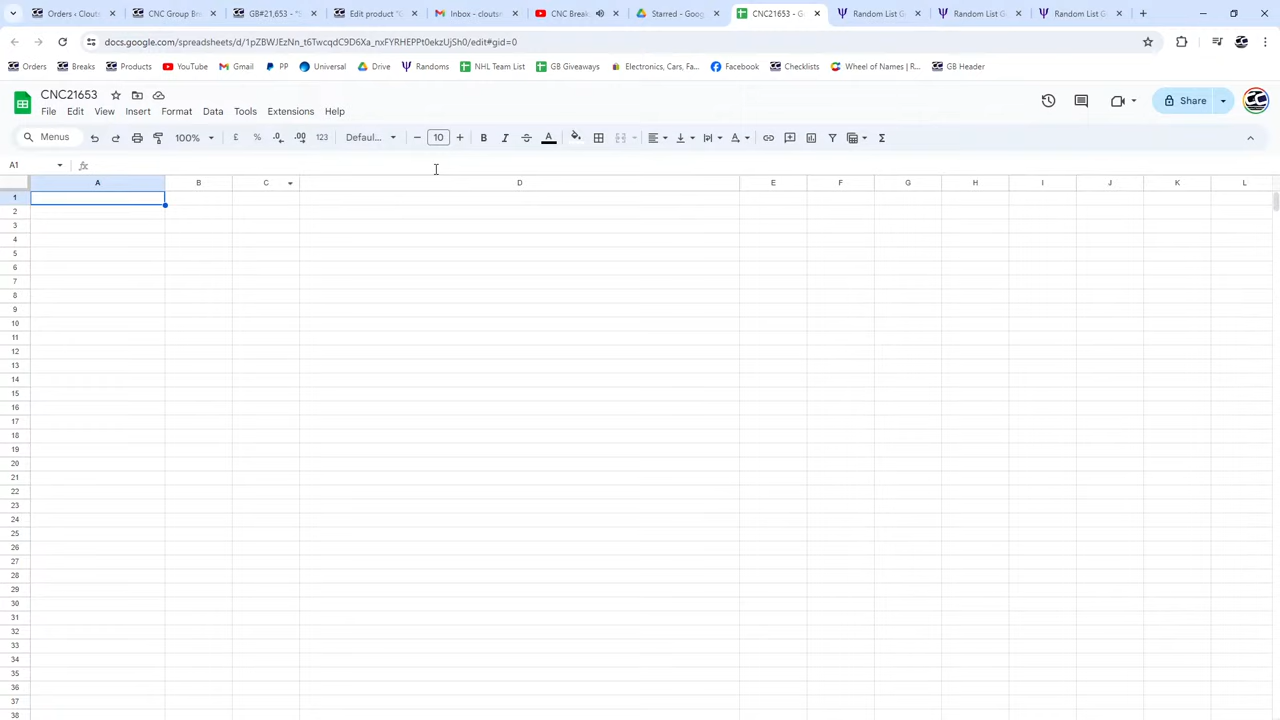 Orders · Clout:
CNC Group Bre
GB#21653 - "S
Edit product "C
Inbox - cloutsn
CNC Break
Starred - Goog
CNC21653 - G
Random List G
Random List G
Random List G
docs.google.com/spreadsheets/d/1pZBWJEzNn_t6TwcqdC9D6Xa_nxFYRHEPPt0ekzUjSh0/edit#gid=
Orders Breaks Products YouTube Gmail PP Universal Drive Randoms NHL Team List GB Giveaways Electronics, Cars, Fa... Facebook Checklists Wheel of Names | R... GB Header
CNC21653
File Edit View Insert Format Data Tools Extensions Help
Share
Menus 100% £ % .0 .00 123 Defaul... 10 B I S A Σ
A1 fx
A B C D E F G H I J K L
1
2
3
4
5
6
7
8
9
10
11
12
13
14
15
16
17
18
19
20
21
22
23
24
25
26
27
28
29
30
31
32
33
34
35
36
37
38